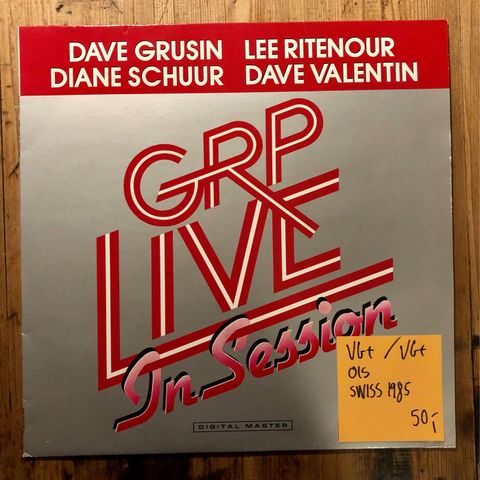 DAVE GRUSIN LEE RITENOUR
DIANE SCHUUR DAVE VALENTIN
GRP
LIVE
In Session
DIGITAL MASTER
VG+ / VG+
OIS
SWISS 1985
50,-